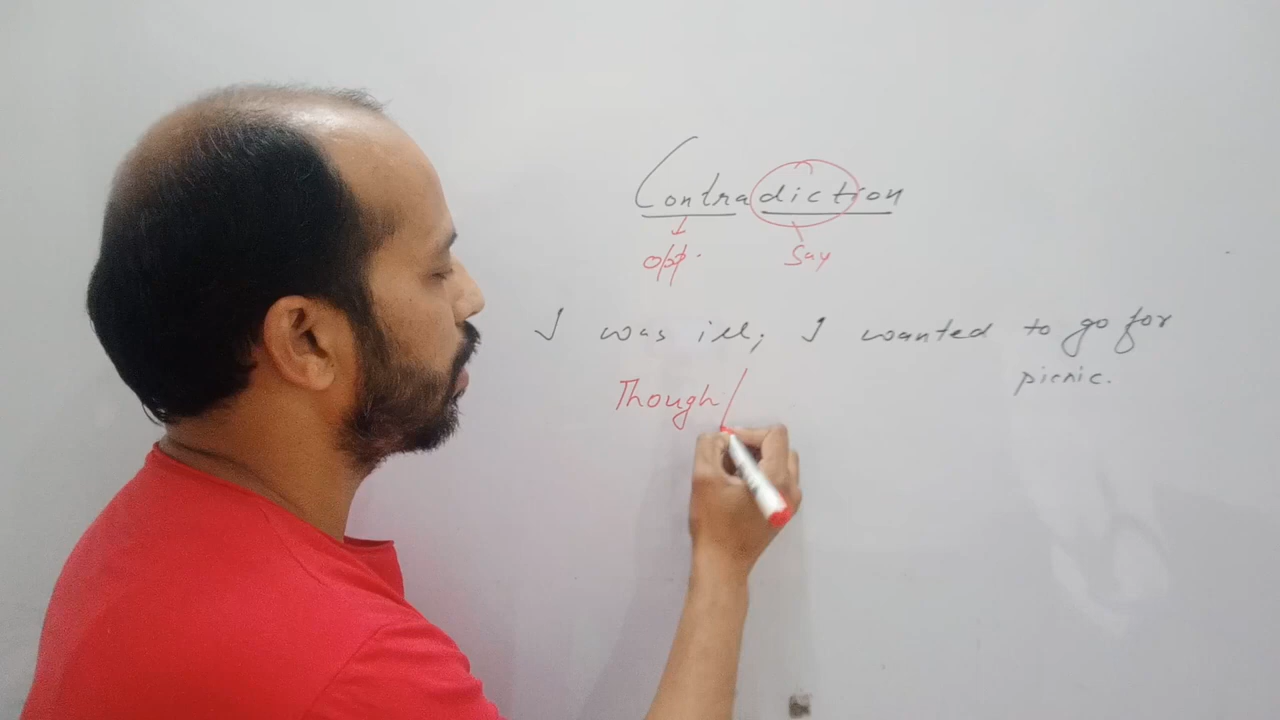 Contradiction
opp. Say
I was ill; I wanted to go for
picnic.
Though/